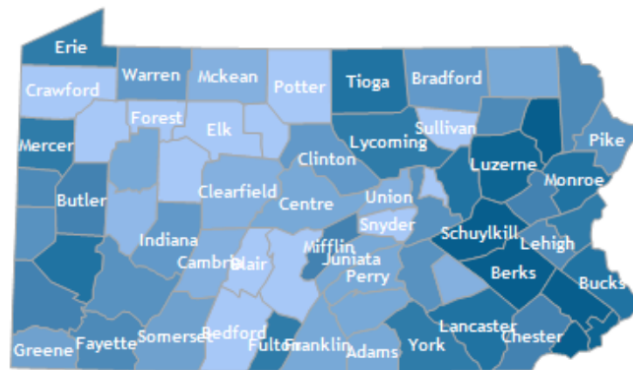 Erie
Warren
Mckean
Potter
Tioga
Bradford
Crawford
Forest
Elk
Sullivan
Mercer
Lycoming
Pike
Clinton
Luzerne
Monroe
Butler
Clearfield
Centre
Union
Snyder
Schuylkill
Lehigh
Indiana
Mifflin
Cambria
Blair
Juniata
Perry
Berks
Bucks
Greene
Fayette
Somerset
Bedford
Fulton
Franklin
Adams
York
Lancaster
Chester